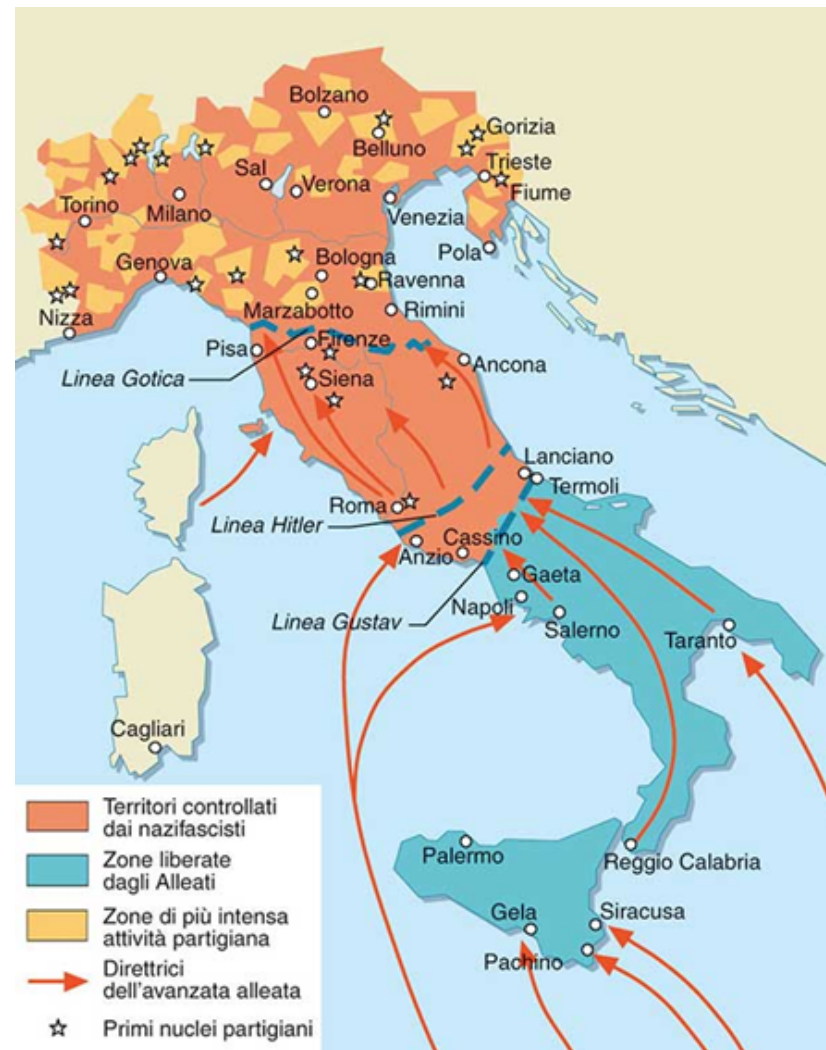 Bolzano
Belluno
Gorizia
Trieste
Fiume
Sal
Verona
Venezia
Torino
Milano
Pola
Genova
Bologna
Ravenna
Marzabotto
Rimini
Nizza
Pisa
Firenze
Linea Gotica
Siena
Ancona
Lanciano
Termoli
Roma
Linea Hitler
Anzio
Cassino
Gaeta
Napoli
Linea Gustav
Salerno
Taranto
Cagliari
Palermo
Reggio Calabria
Gela
Siracusa
Pachino
Territori controllati
dai nazifascisti
Zone liberate
dagli Alleati
Zone di più intensa
attività partigiana
Direttrici
dell'avanzata alleata
Primi nuclei partigiani